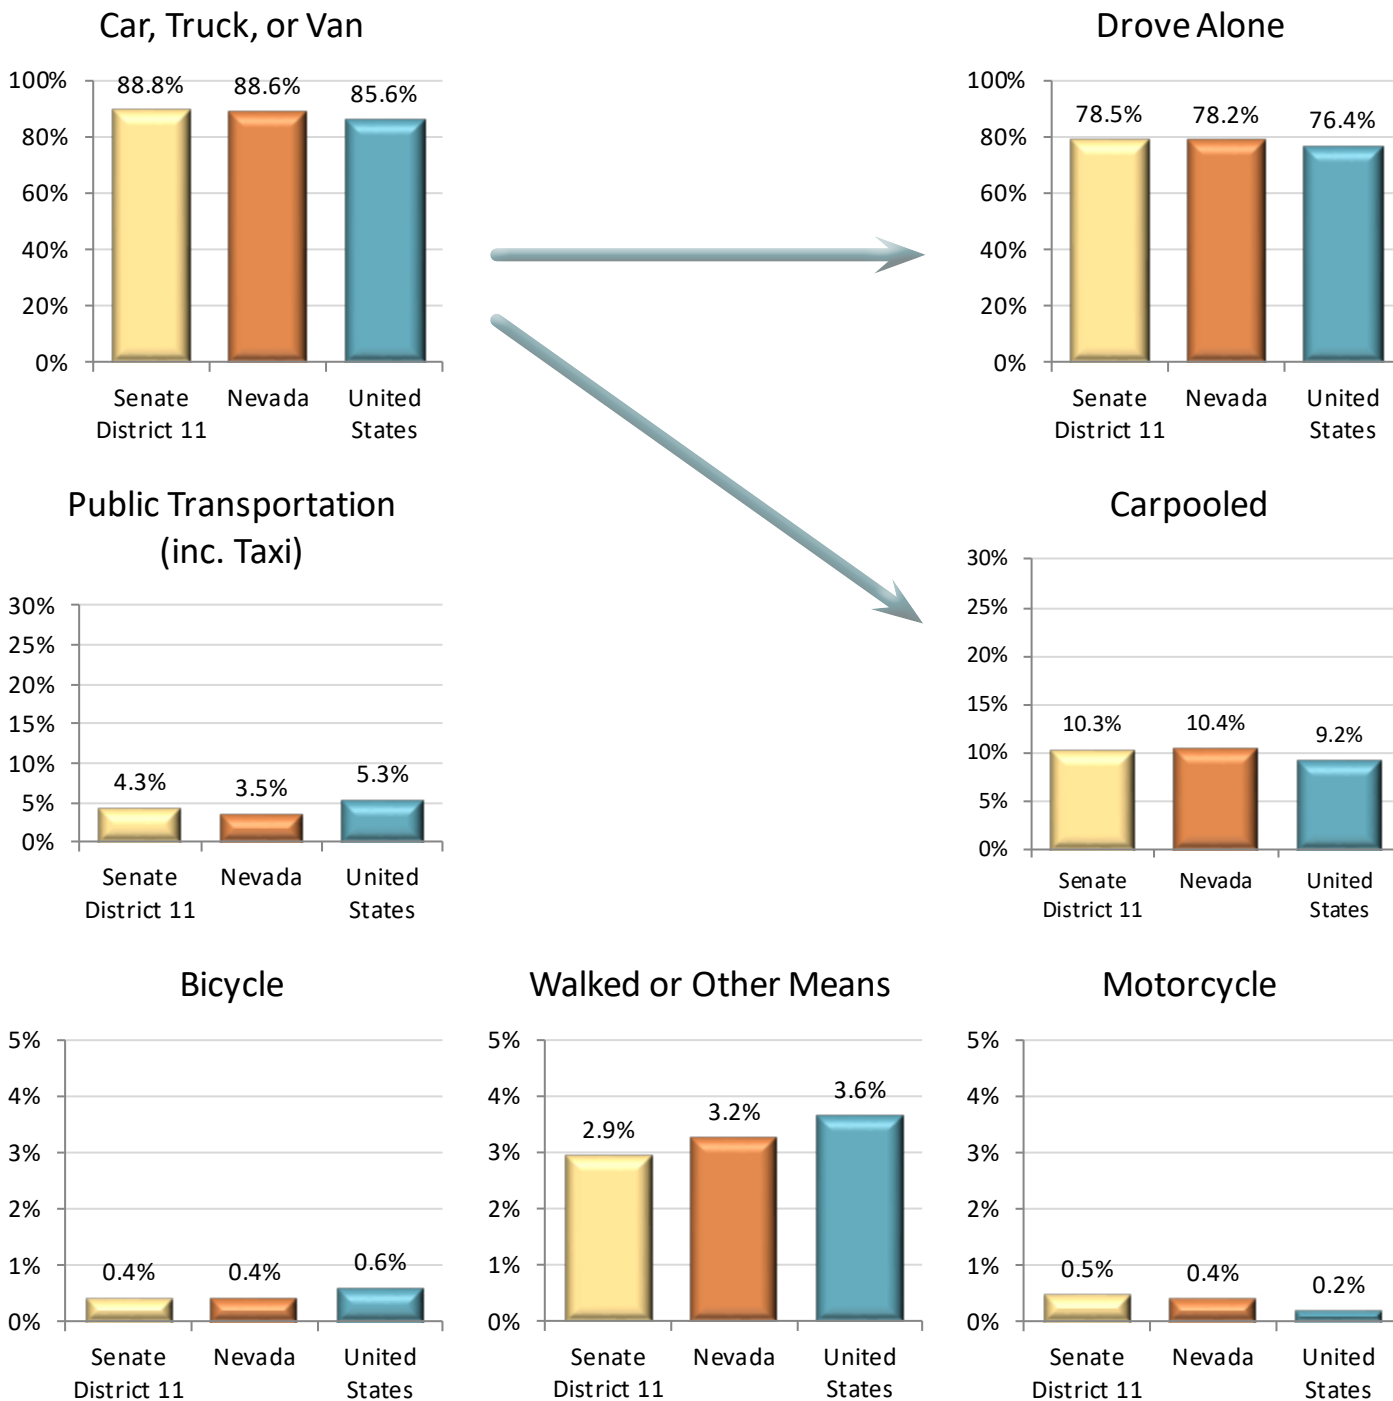 Car, Truck, or Van
100%
80%
60%
40%
20%
0%
88.8%
88.6%
85.6%
Senate
District 11
Nevada
United
States
Drove Alone
100%
80%
60%
40%
20%
0%
78.5%
78.2%
76.4%
Senate
District 11
Nevada
United
States
Public Transportation
(inc. Taxi)
30%
25%
20%
15%
10%
5%
0%
4.3%
3.5%
5.3%
Senate
District 11
Nevada
United
States
Carpooled
30%
25%
20%
15%
10%
5%
0%
10.3%
10.4%
9.2%
Senate
District 11
Nevada
United
States
Bicycle
5%
4%
3%
2%
1%
0%
0.4%
0.4%
0.6%
Senate
District 11
Nevada
United
States
Walked or Other Means
5%
4%
3%
2%
1%
0%
2.9%
3.2%
3.6%
Senate
District 11
Nevada
United
States
Motorcycle
5%
4%
3%
2%
1%
0%
0.5%
0.4%
0.2%
Senate
District 11
Nevada
United
States